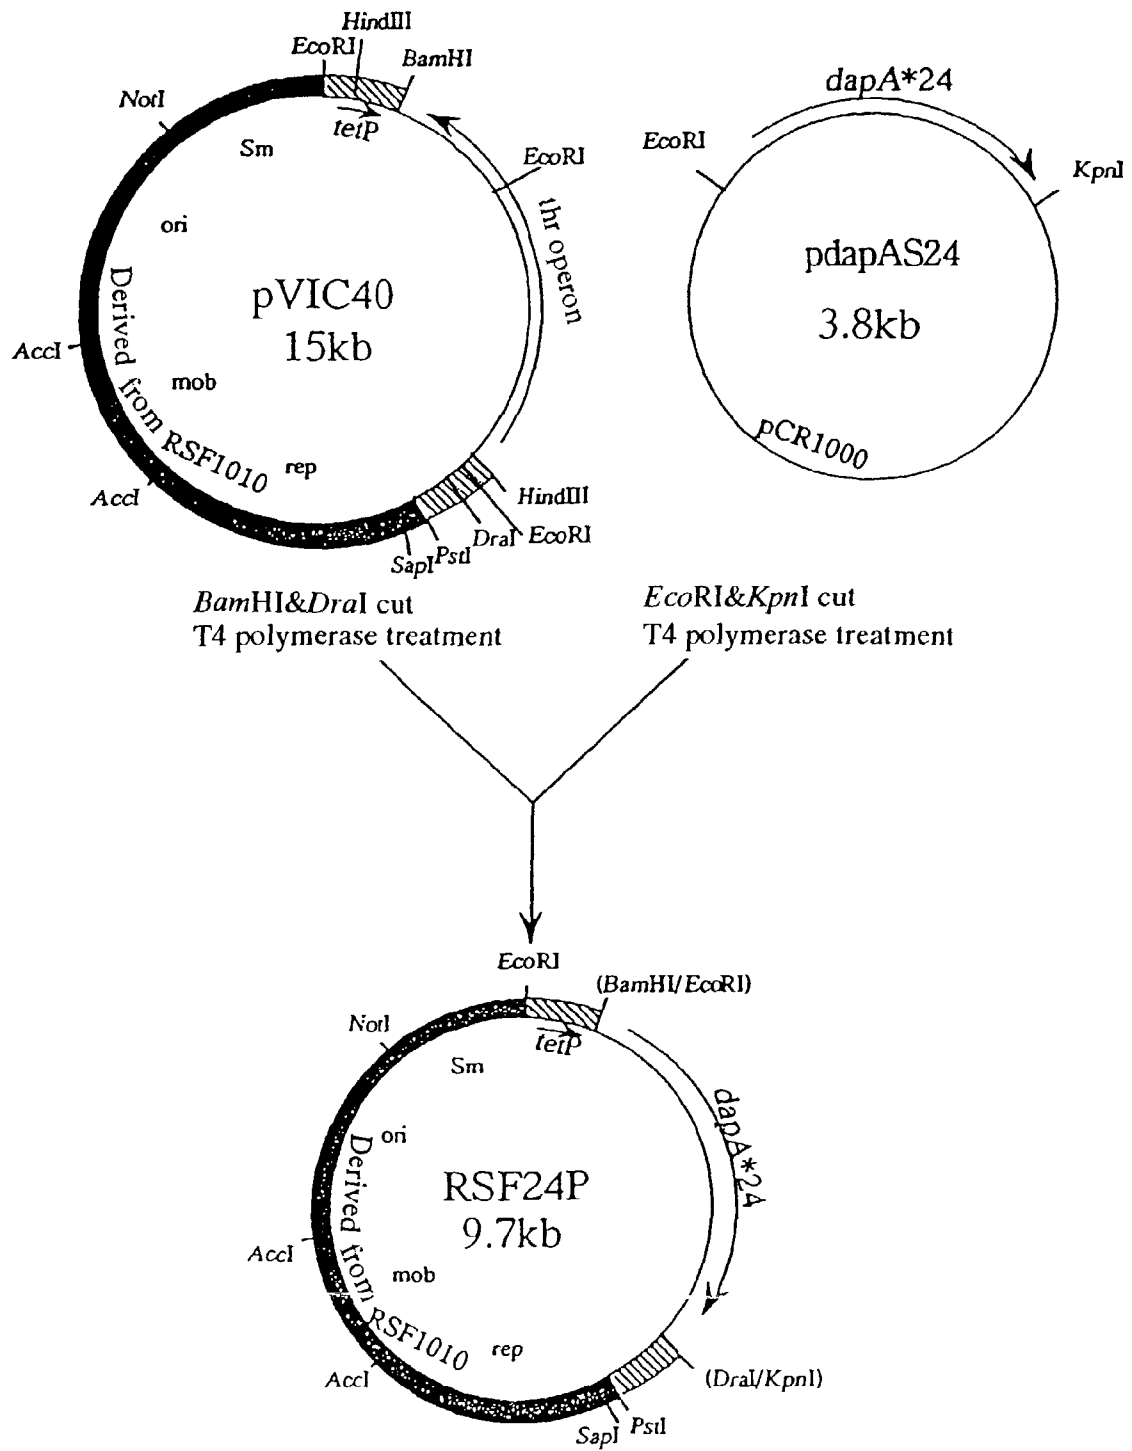 HindIII
EcoRI
BamHI
NotI
tetP
Sm
EcoRI
ori
thr operon
pVIC40
15kb
Derived from RSF1010
AccI
mob
rep
AccI
HindIII
EcoRI
DraI
PstI
SapI
dapA*24
EcoRI
KpnI
pdapAS24
3.8kb
pCR1000
BamHI&DraI cut
T4 polymerase treatment
EcoRI&KpnI cut
T4 polymerase treatment
EcoRI
(BamHI/EcoRI)
NotI
tetP
Sm
dapA*24
ori
RSF24P
9.7kb
Derived from RSF1010
AccI
mob
rep
AccI
(DraI/KpnI)
PstI
SapI